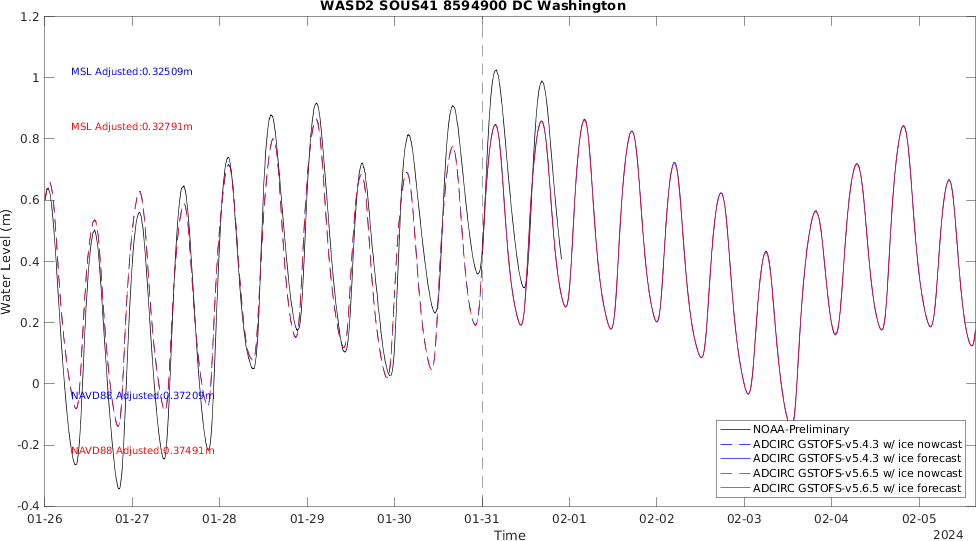 WASD2 SOUS41 8594900 DC Washington
1.2
1
0.8
0.6
0.4
0.2
0
-0.2
-0.4
Water Level (m)
MSL Adjusted:0.32509m
MSL Adjusted:0.32791m
NAVD88 Adjusted:0.37209m
NAVD88 Adjusted:0.37491m
NOAA-Preliminary
ADCIRC GSTOFS-v5.4.3 w/ ice nowcast
ADCIRC GSTOFS-v5.4.3 w/ ice forecast
ADCIRC GSTOFS-v5.6.5 w/ ice nowcast
ADCIRC GSTOFS-v5.6.5 w/ ice forecast
01-26 01-27 01-28 01-29 01-30 01-31 02-01 02-02 02-03 02-04 02-05
Time
2024